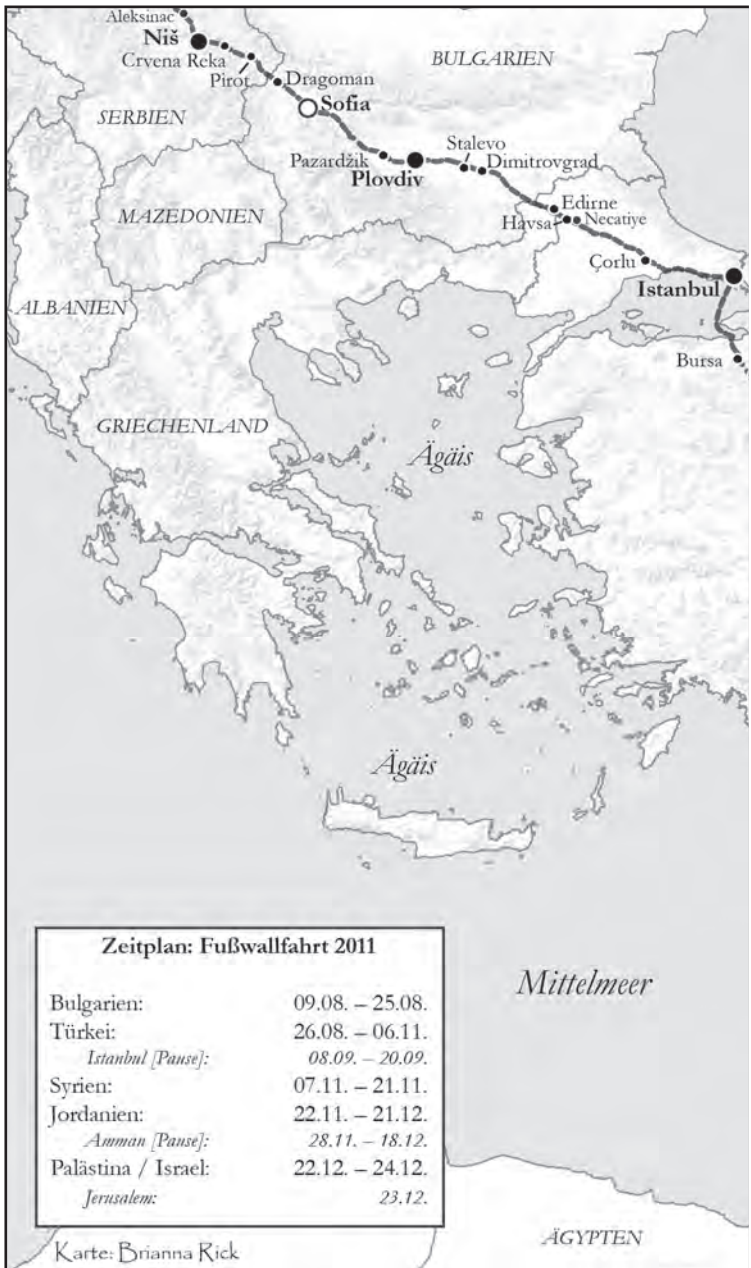 Aleksinac
Niš
Crvena Reka
Pirot
Dragoman
BULGARIEN
Sofia
SERBIEN
Stalevo
Pazardžik
Dimitrovgrad
Plovdiv
Edirne
MAZEDONIEN
Havsa
Necatiye
Çorlu
Istanbul
ALBANIEN
Bursa
GRIECHENLAND
Ägäis
Ägäis
Zeitplan: Fußwallfahrt 2011
Mittelmeer
Bulgarien: 09.08. – 25.08.
Türkei: 26.08. – 06.11.
Istanbul [Pause]: 08.09. – 20.09.
Syrien: 07.11. – 21.11.
Jordanien: 22.11. – 21.12.
Amman [Pause]: 28.11. – 18.12.
Palästina / Israel: 22.12. – 24.12.
Jerusalem: 23.12.
ÄGYPTEN
Karte: Brianna Rick